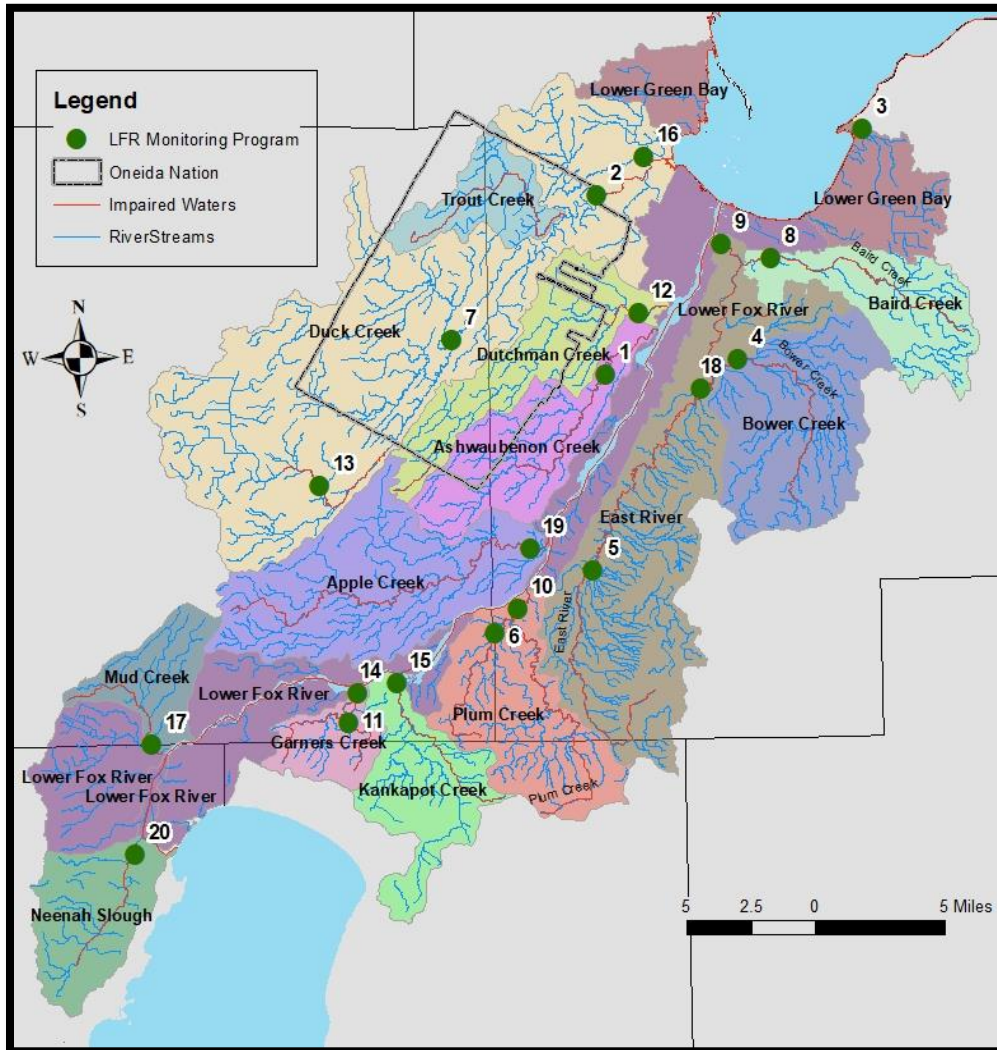 Legend
LFR Monitoring Program
Oneida Nation
Impaired Waters
RiverStreams
N
W
E
S
Lower Green Bay
3
16
2
Trout Creek
Lower Green Bay
9
8
Baird Creek
Baird Creek
12
Lower Fox River
7
Duck Creek
Dutchman Creek
1
4
18
Bower Creek
Bower Creek
Ashwaubenon Creek
13
19
East River
5
Apple Creek
10
East River
6
Mud Creek
14
15
Lower Fox River
11
Plum Creek
17
Garners Creek
Lower Fox River
Kankapot Creek
Plum Creek
Lower Fox River
20
Neenah Slough
5
2.5
0
5 Miles